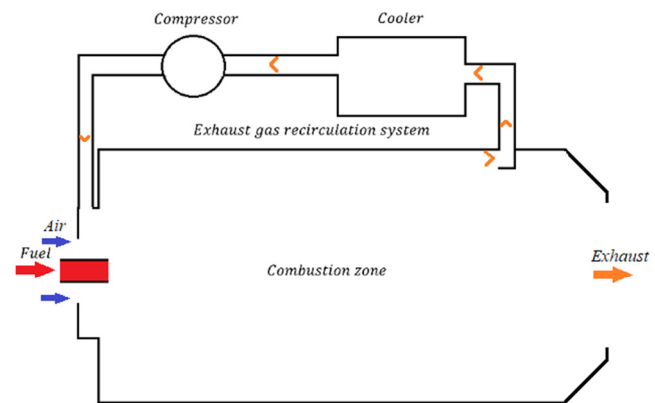 Compressor
Cooler
Exhaust gas recirculation system
Air
Fuel
Combustion zone
Exhaust